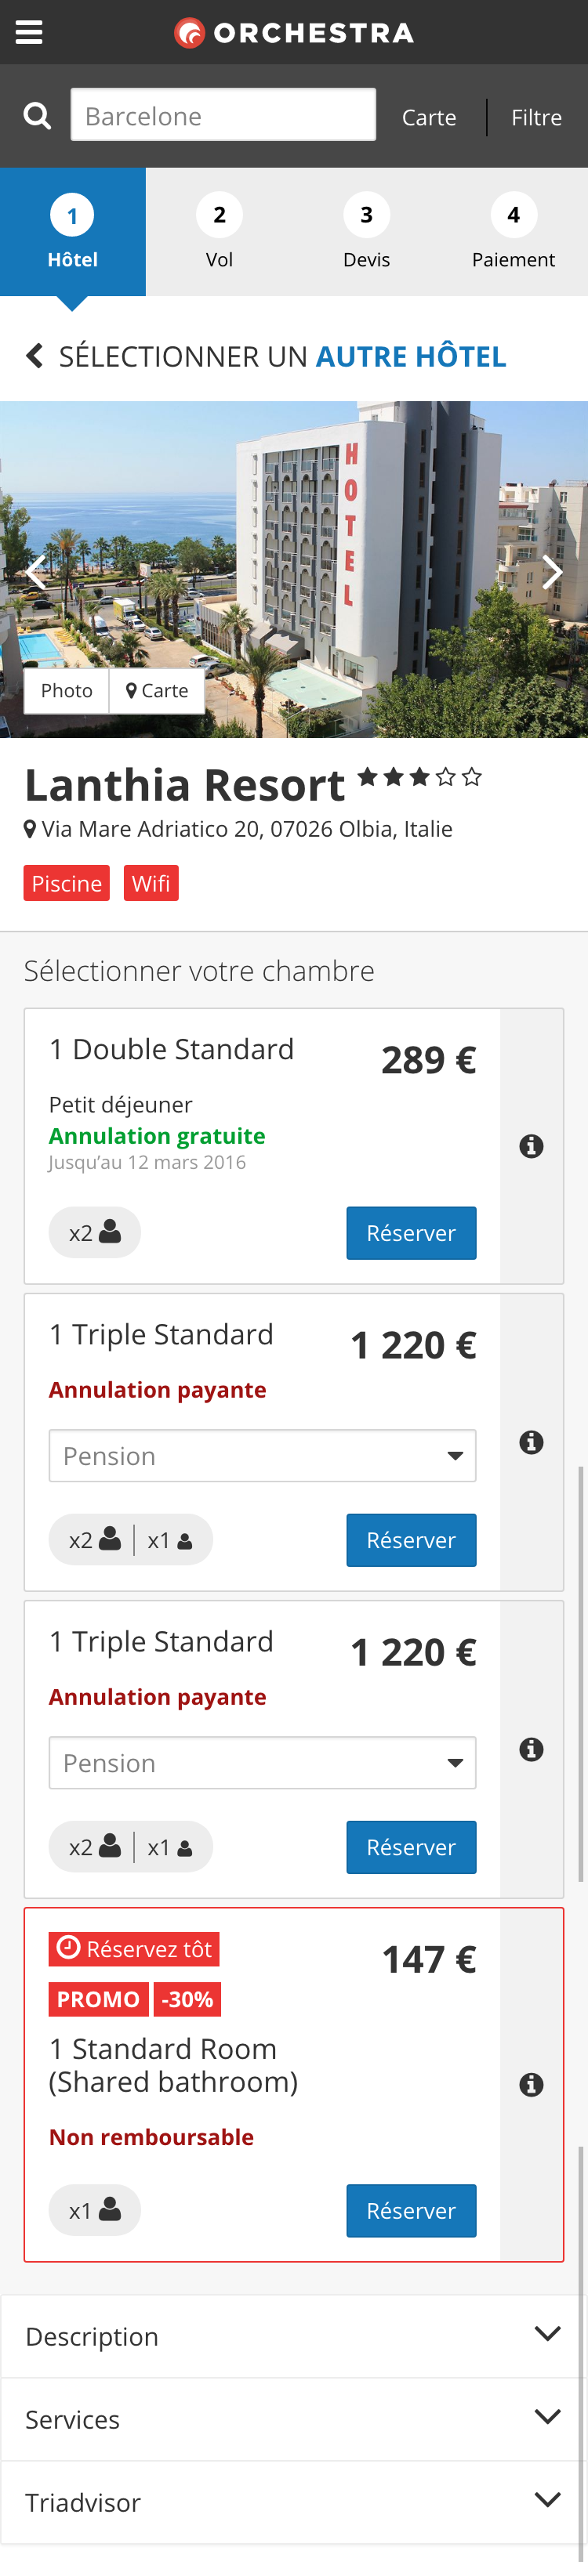 ORCHESTRA
Barcelone
Carte
Filtre
1
2
3
4
Hôtel
Vol
Devis
Paiement
SÉLECTIONNER UN AUTRE HÔTEL
HOTEL
Photo
Carte
Lanthia Resort
Via Mare Adriatico 20, 07026 Olbia, Italie
Piscine
Wifi
Sélectionner votre chambre
1 Double Standard
289 €
Petit déjeuner
Annulation gratuite
Jusqu’au 12 mars 2016
x2
Réserver
1 Triple Standard
1 220 €
Annulation payante
Pension
x2 x1
Réserver
1 Triple Standard
1 220 €
Annulation payante
Pension
x2 x1
Réserver
Réservez tôt
147 €
PROMO -30%
1 Standard Room
(Shared bathroom)
Non remboursable
x1
Réserver
Description
Services
Triadvisor